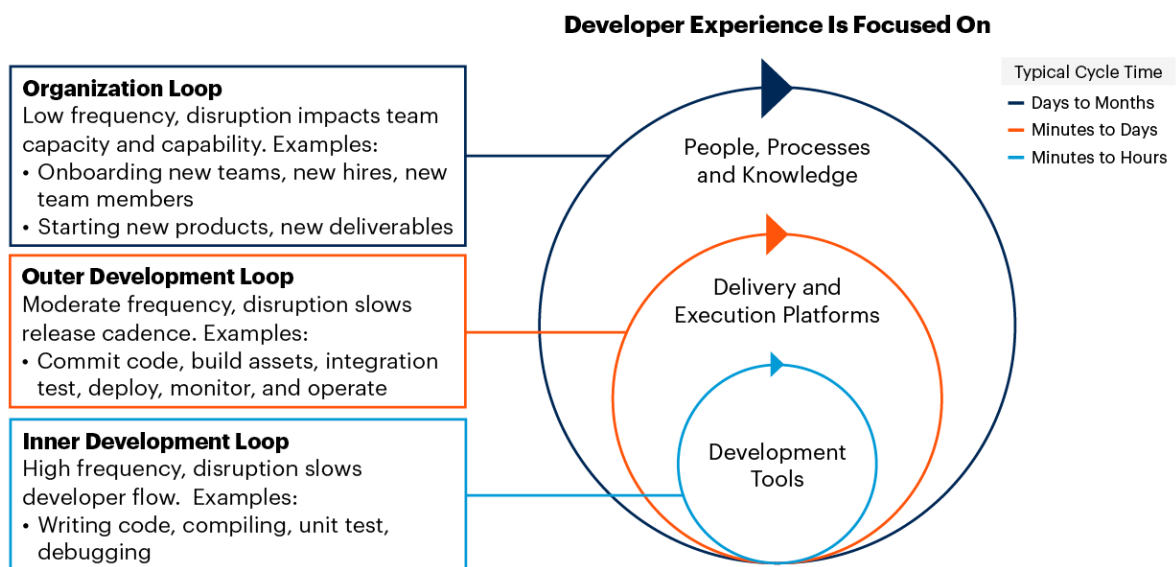 Developer Experience Is Focused On
Organization Loop
Low frequency, disruption impacts team
capacity and capability. Examples:
• Onboarding new teams, new hires, new
team members
• Starting new products, new deliverables
Outer Development Loop
Moderate frequency, disruption slows
release cadence. Examples:
• Commit code, build assets, integration
test, deploy, monitor, and operate
Inner Development Loop
High frequency, disruption slows
developer flow.  Examples:
• Writing code, compiling, unit test,
debugging
People, Processes
and Knowledge
Delivery and
Execution Platforms
Development
Tools
Typical Cycle Time
Days to Months
Minutes to Days
Minutes to Hours